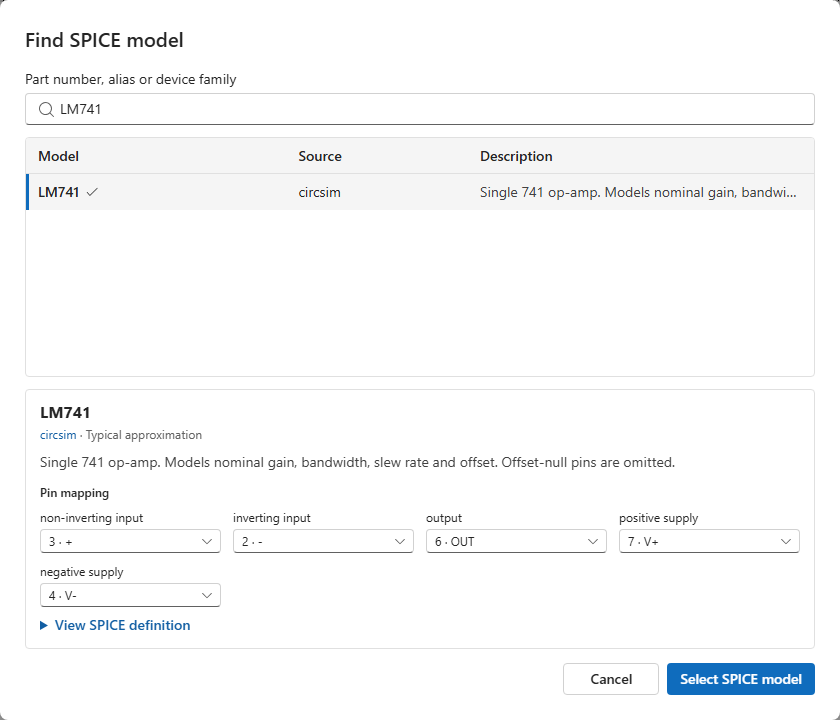 Find SPICE model
Part number, alias or device family
LM741
Model Source Description
LM741 circsim Single 741 op-amp. Models nominal gain, bandwi...
LM741
circsim · Typical approximation
Single 741 op-amp. Models nominal gain, bandwidth, slew rate and offset. Offset-null pins are omitted.
Pin mapping
non-inverting input inverting input output positive supply
3 · + 2 · - 6 · OUT 7 · V+
negative supply
4 · V-
View SPICE definition
Cancel Select SPICE model